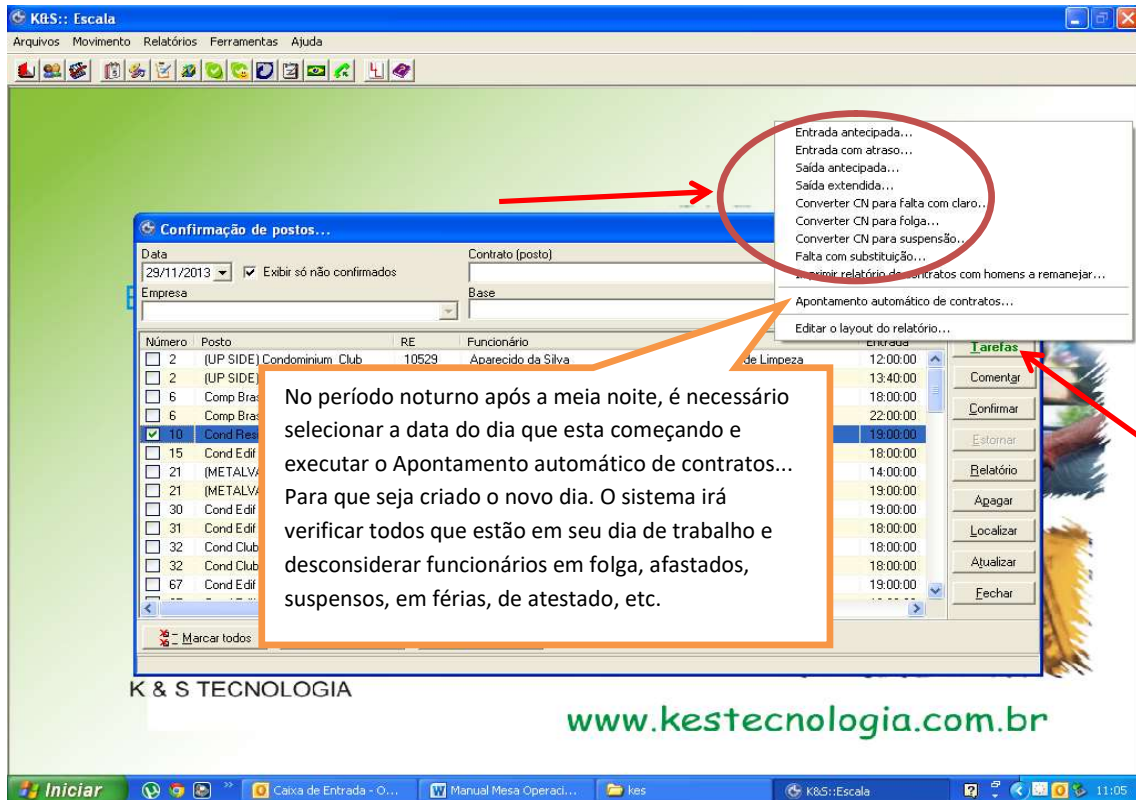 K&S:: Escala
Arquivos Movimento Relatórios Ferramentas Ajuda
Entrada antecipada...
Entrada com atraso...
Saída antecipada...
Saída extendida...
Converter CN para falta com claro...
Converter CN para folga...
Converter CN para suspensão...
Falta com substituição...
Imprimir relatório de contratos com homens a remanejar...
Apontamento automático de contratos...
Editar o layout do relatório...
Confirmação de postos...
Data Contrato (posto)
29/11/2013 Exibir só não confirmados
Empresa Base
Número Posto RE Funcionário Entrada
2 (UP SIDE) Condominium Club 10529 Aparecido da Silva de Limpeza 12:00:00
2 (UP SIDE) 13:40:00
6 Comp Bras 18:00:00
6 Comp Bras 22:00:00
10 Cond Res 19:00:00
15 Cond Edif 18:00:00
21 (METALVA 14:00:00
21 (METALVA 19:00:00
30 Cond Edif 19:00:00
31 Cond Edif 18:00:00
32 Cond Club 18:00:00
32 Cond Club 18:00:00
67 Cond Edif 19:00:00
Tarefas
Comentar
Confirmar
Estornar
Relatório
Apagar
Localizar
Atualizar
Fechar
No período noturno após a meia noite, é necessário
selecionar a data do dia que esta começando e
executar o Apontamento automático de contratos...
Para que seja criado o novo dia. O sistema irá
verificar todos que estão em seu dia de trabalho e
desconsiderar funcionários em folga, afastados,
suspensos, em férias, de atestado, etc.
Marcar todos
K & S TECNOLOGIA
www.kestecnologia.com.br
Iniciar Caixa de Entrada - O... Manual Mesa Operaci... kes K&S::Escala 11:05